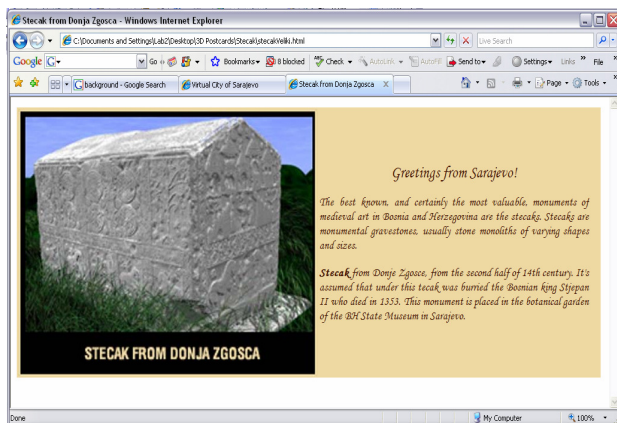 Stecak from Donja Zgosca - Windows Internet Explorer
C:\Documents and Settings\Lab2\Desktop\3D Postcards\Stecak\stecakVeliki.html
Live Search
Google
Go
Bookmarks
8 blocked
Check
AutoLink
AutoFill
Send to
Settings
Links
File
background - Google Search
Virtual City of Sarajevo
Stecak from Donja Zgosca
Page
Tools
Greetings from Sarajevo!
The best known, and certainly the most valuable, monuments of
medieval art in Bosnia and Herzegovina are the stecaks. Stecaks are
monumental gravestones, usually stone monoliths of varying shapes
and sizes.
Stecak from Donje Zgosce, from the second half of 14th century. It's
assumed that under this tecak was burried the Bosnian king Stjepan
II who died in 1353. This monument is placed in the botanical garden
of the BH State Museum in Sarajevo.
STECAK FROM DONJA ZGOSCA
Done
My Computer
100%